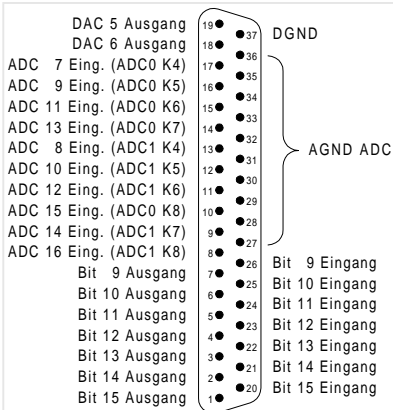 DAC 5 Ausgang 19 37 DGND
DAC 6 Ausgang 18 36
ADC 7 Eing. (ADC0 K4) 17 35
ADC 9 Eing. (ADC0 K5) 16 34
ADC 11 Eing. (ADC0 K6) 15 33
ADC 13 Eing. (ADC0 K7) 14 32
ADC 8 Eing. (ADC1 K4) 13 31 AGND ADC
ADC 10 Eing. (ADC1 K5) 12 30
ADC 12 Eing. (ADC1 K6) 11 29
ADC 15 Eing. (ADC0 K8) 10 28
ADC 14 Eing. (ADC1 K7) 9 27
ADC 16 Eing. (ADC1 K8) 8 26 Bit 9 Eingang
Bit 9 Ausgang 7 25 Bit 10 Eingang
Bit 10 Ausgang 6 24 Bit 11 Eingang
Bit 11 Ausgang 5 23 Bit 12 Eingang
Bit 12 Ausgang 4 22 Bit 13 Eingang
Bit 13 Ausgang 3 21 Bit 14 Eingang
Bit 14 Ausgang 2 20 Bit 15 Eingang
Bit 15 Ausgang 1